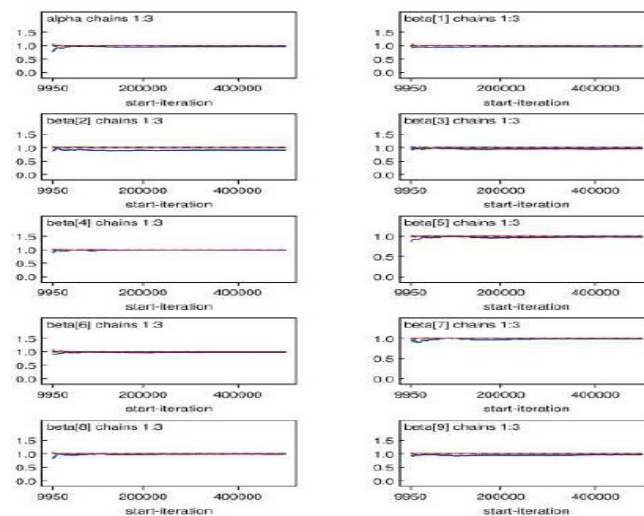 alpha chains 1:3
1.5
1.0
0.5
0.0
9950 200000 400000
start-iteration
beta[1] chains 1:3
1.5
1.0
0.5
0.0
9950 200000 400000
start-iteration
beta[2] chains 1:3
1.5
1.0
0.5
0.0
9950 200000 400000
start-iteration
beta[3] chains 1:3
1.5
1.0
0.5
0.0
9950 200000 400000
start-iteration
beta[4] chains 1:3
1.5
1.0
0.5
0.0
9950 200000 400000
start-iteration
beta[5] chains 1:3
1.0
0.5
0.0
9950 200000 400000
start-iteration
beta[6] chains 1:3
1.5
1.0
0.5
0.0
9950 200000 400000
start-iteration
beta[7] chains 1:3
1.0
0.5
0.0
9950 200000 400000
start-iteration
beta[8] chains 1:3
1.5
1.0
0.5
0.0
9950 200000 400000
start-iteration
beta[9] chains 1:3
1.5
1.0
0.5
0.0
9950 200000 400000
start-iteration